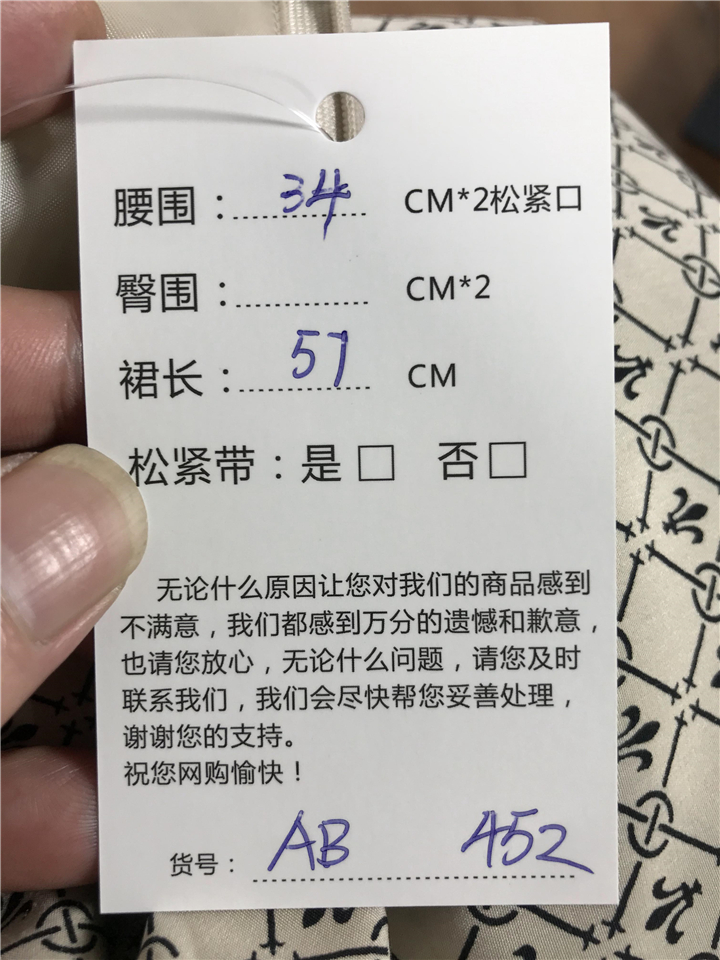 腰围：34 CM*2松紧口
臀围： CM*2
裙长：57 CM
松紧带：是□ 否□
无论什么原因让您对我们的商品感到
不满意，我们都感到万分的遗憾和歉意，
也请您放心，无论什么问题，请您及时
联系我们，我们会尽快帮您妥善处理，
谢谢您的支持。
祝您网购愉快！
货号：AB 452